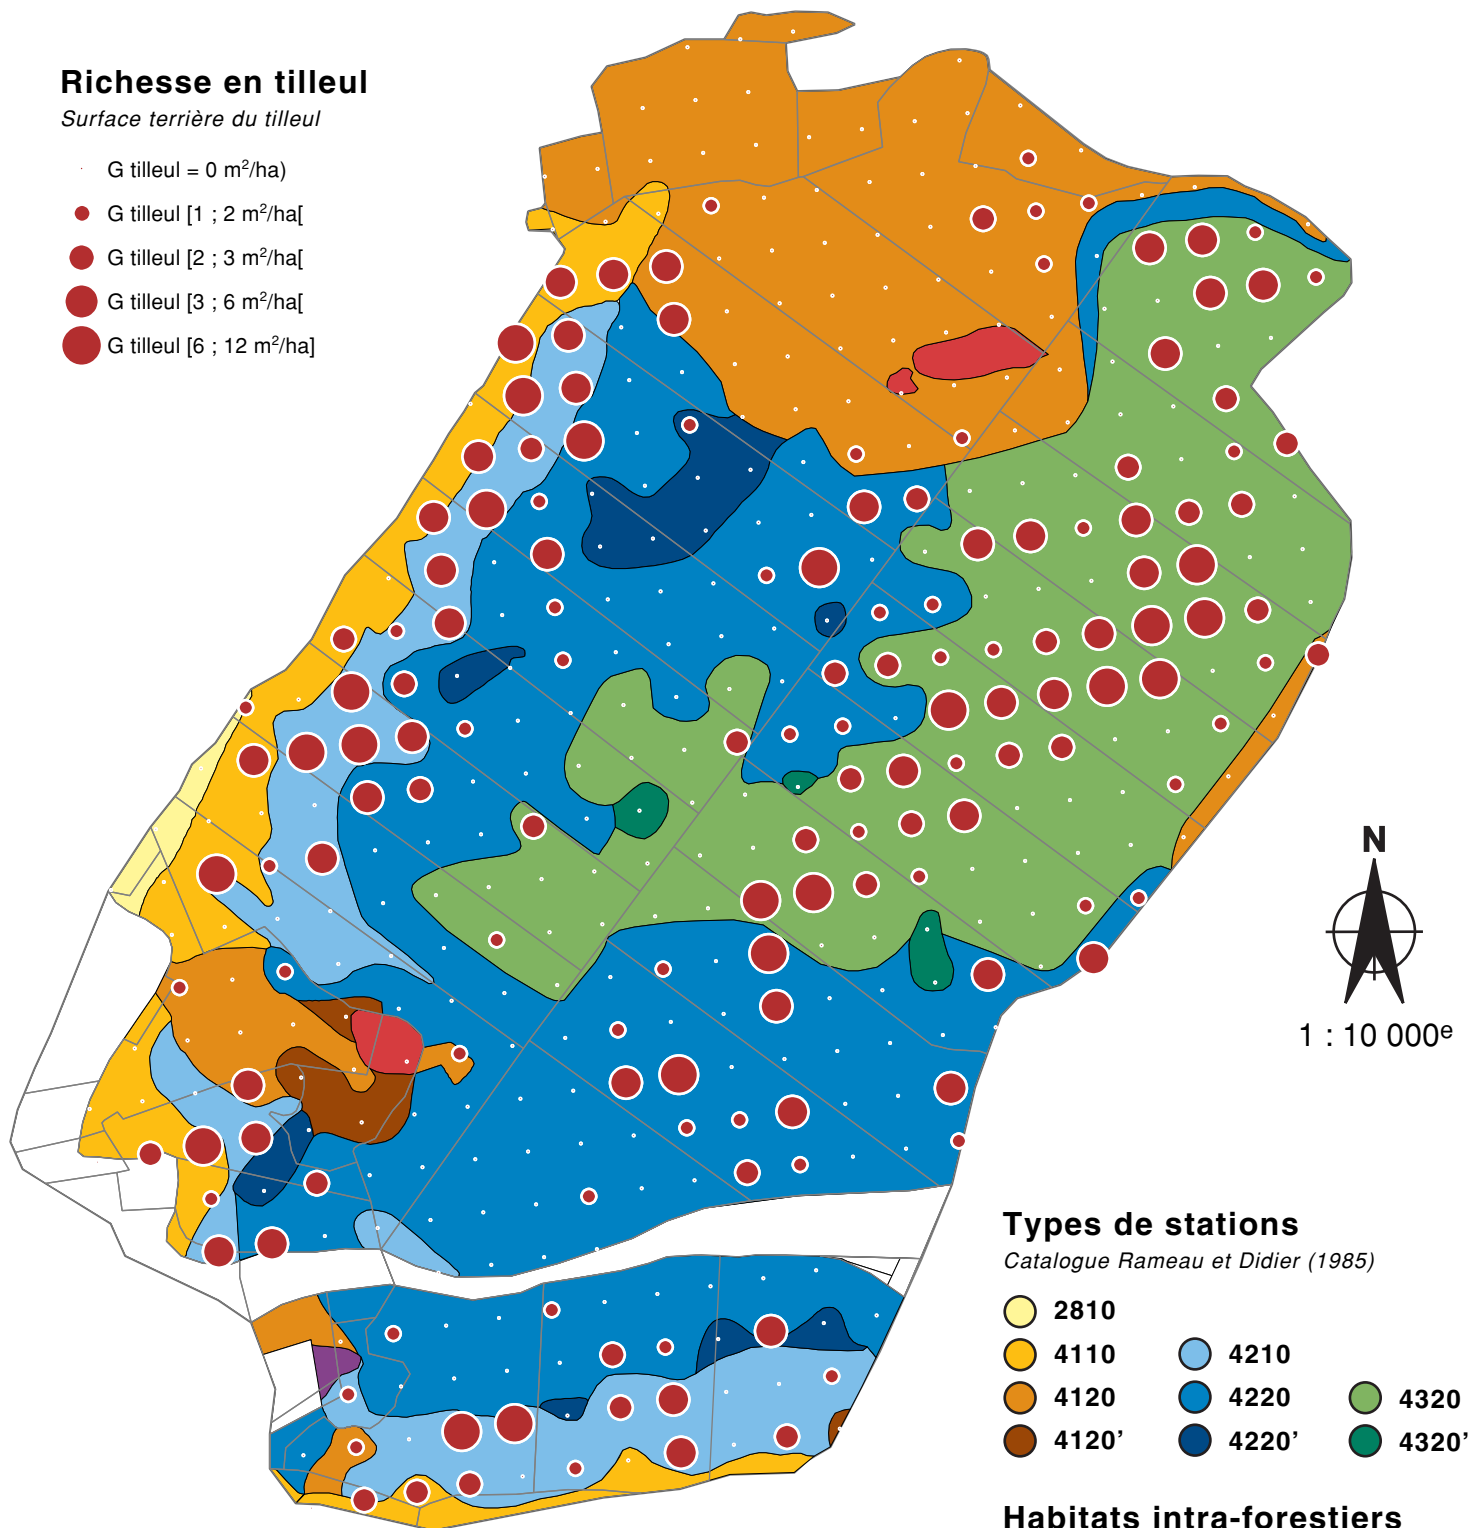 Richesse en tilleul
Surface terrière du tilleul
G tilleul = 0 m²/ha)
G tilleul [1 ; 2 m²/ha[
G tilleul [2 ; 3 m²/ha[
G tilleul [3 ; 6 m²/ha[
G tilleul [6 ; 12 m²/ha]
N
1 : 10 000ᵉ
Types de stations
Catalogue Rameau et Didier (1985)
2810
4110 4210
4120 4220 4320
4120’ 4220’ 4320’
Habitats intra-forestiers